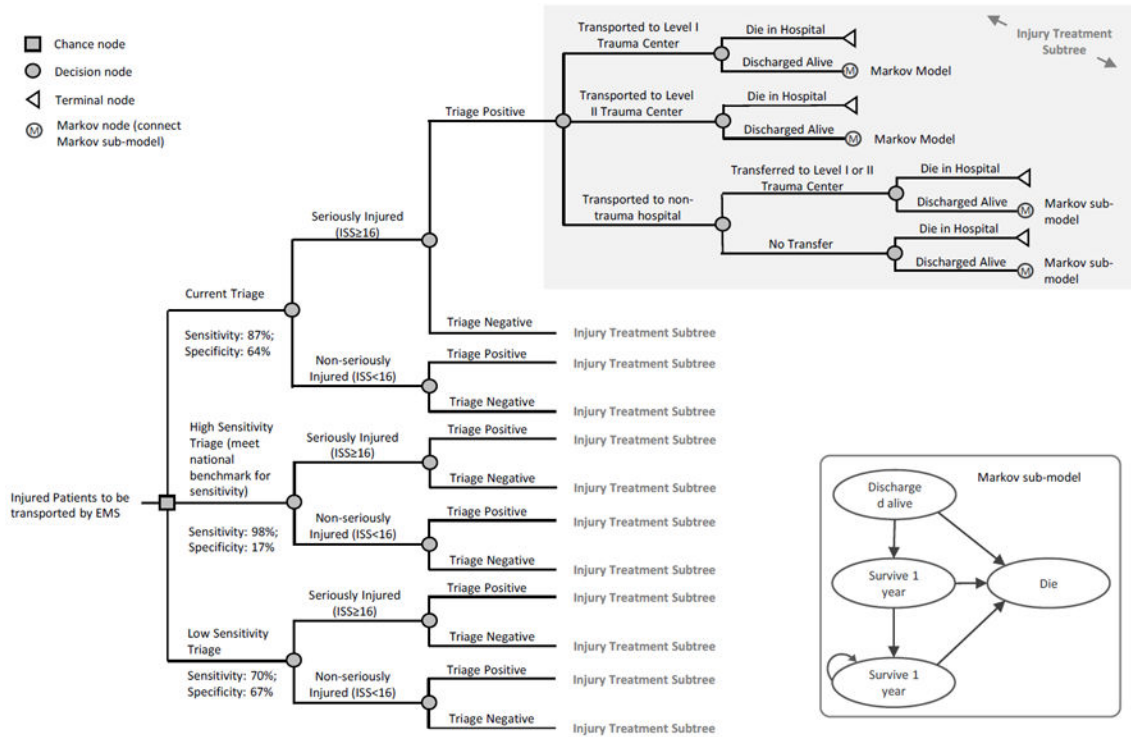 Chance node
Decision node
Terminal node
Markov node (connect
Markov sub-model)
Injury Treatment
Subtree
Transported to Level I
Trauma Center
Die in Hospital
Discharged Alive
M
Markov Model
Triage Positive
Transported to Level
II Trauma Center
Die in Hospital
Discharged Alive
M
Markov Model
Transported to non-
trauma hospital
Transferred to Level I or II
Trauma Center
Die in Hospital
Discharged Alive
M
Markov sub-
model
No Transfer
Die in Hospital
Discharged Alive
M
Markov sub-
model
Seriously Injured
(ISS≥16)
Current Triage
Sensitivity: 87%;
Specificity: 64%
Triage Negative
Injury Treatment Subtree
Non-seriously
Injured (ISS<16)
Triage Positive
Injury Treatment Subtree
Triage Negative
Injury Treatment Subtree
Injured Patients to be
transported by EMS
High Sensitivity
Triage (meet
national
benchmark for
sensitivity)
Sensitivity: 98%;
Specificity: 17%
Seriously Injured
(ISS≥16)
Triage Positive
Injury Treatment Subtree
Triage Negative
Injury Treatment Subtree
Non-seriously
Injured (ISS<16)
Triage Positive
Injury Treatment Subtree
Triage Negative
Injury Treatment Subtree
Low Sensitivity
Triage
Sensitivity: 70%;
Specificity: 67%
Seriously Injured
(ISS≥16)
Triage Positive
Injury Treatment Subtree
Triage Negative
Injury Treatment Subtree
Non-seriously
Injured (ISS<16)
Triage Positive
Injury Treatment Subtree
Triage Negative
Injury Treatment Subtree
Markov sub-model
Discharge
d alive
Survive 1
year
Die
Survive 1
year
M